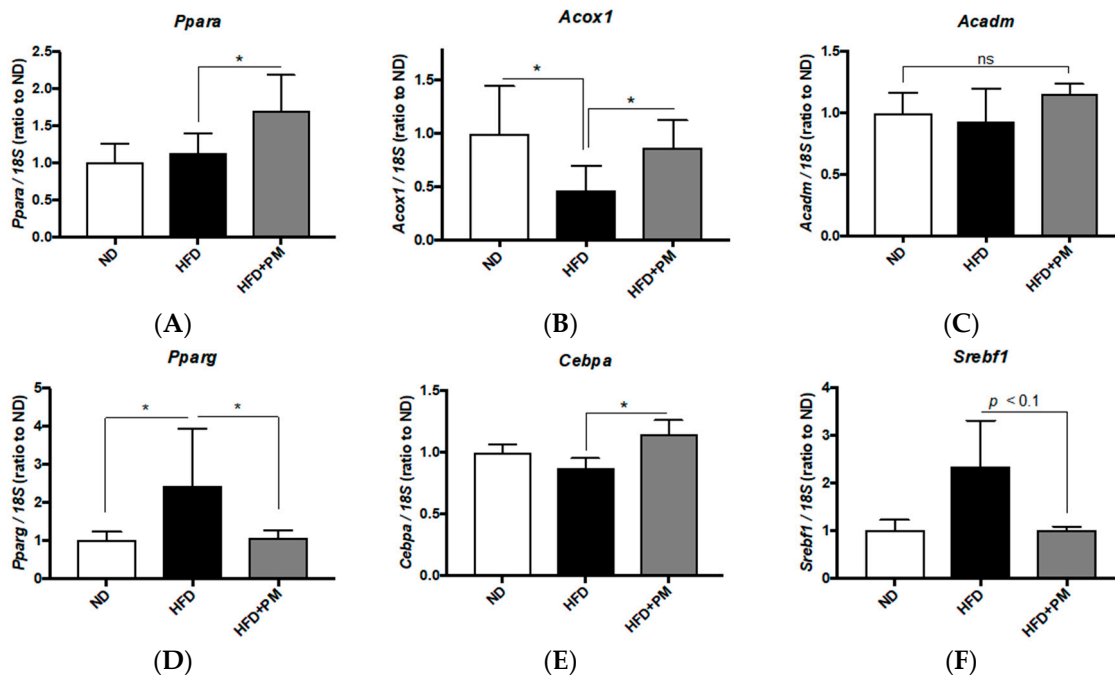 Ppara
Ppara / 18S (ratio to ND)
2.5
2.0
1.5
1.0
0.5
0.0
*
ND
HFD
HFD+PM
(A)
Acox1
Acox1 / 18S (ratio to ND)
1.5
1.0
0.5
0.0
*
*
ND
HFD
HFD+PM
(B)
Acadm
Acadm / 18S (ratio to ND)
1.5
1.0
0.5
0.0
ns
ND
HFD
HFD+PM
(C)
Pparg
Pparg / 18S (ratio to ND)
5
4
3
2
1
0
*
*
ND
HFD
HFD+PM
(D)
Cebpa
Cebpa / 18S (ratio to ND)
1.5
1.0
0.5
0.0
*
ND
HFD
HFD+PM
(E)
Srebf1
Srebf1 / 18S (ratio to ND)
4
3
2
1
0
p < 0.1
ND
HFD
HFD+PM
(F)